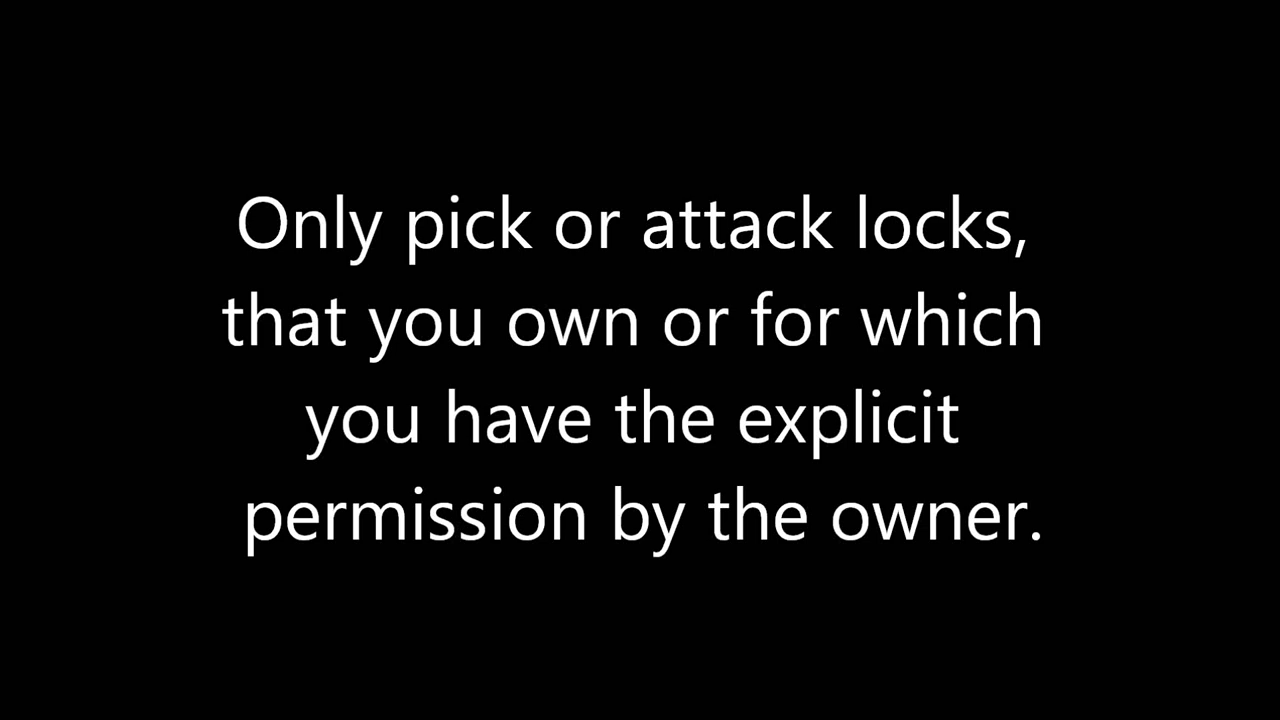 Only pick or attack locks,
that you own or for which
you have the explicit
permission by the owner.